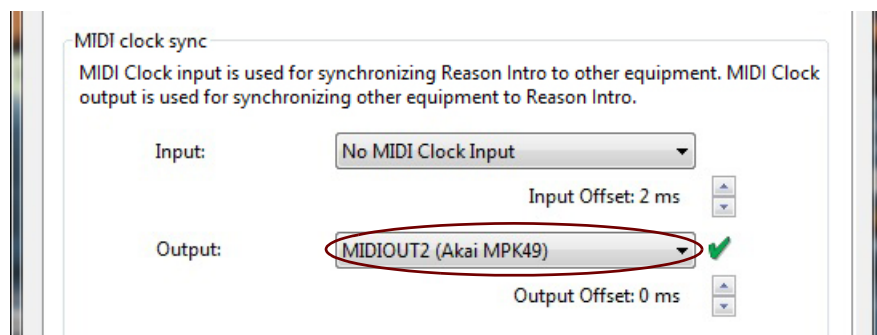 MIDI clock sync
MIDI Clock input is used for synchronizing Reason Intro to other equipment. MIDI Clock
output is used for synchronizing other equipment to Reason Intro.
Input: No MIDI Clock Input
Input Offset: 2 ms
Output: MIDIOUT2 (Akai MPK49)
Output Offset: 0 ms